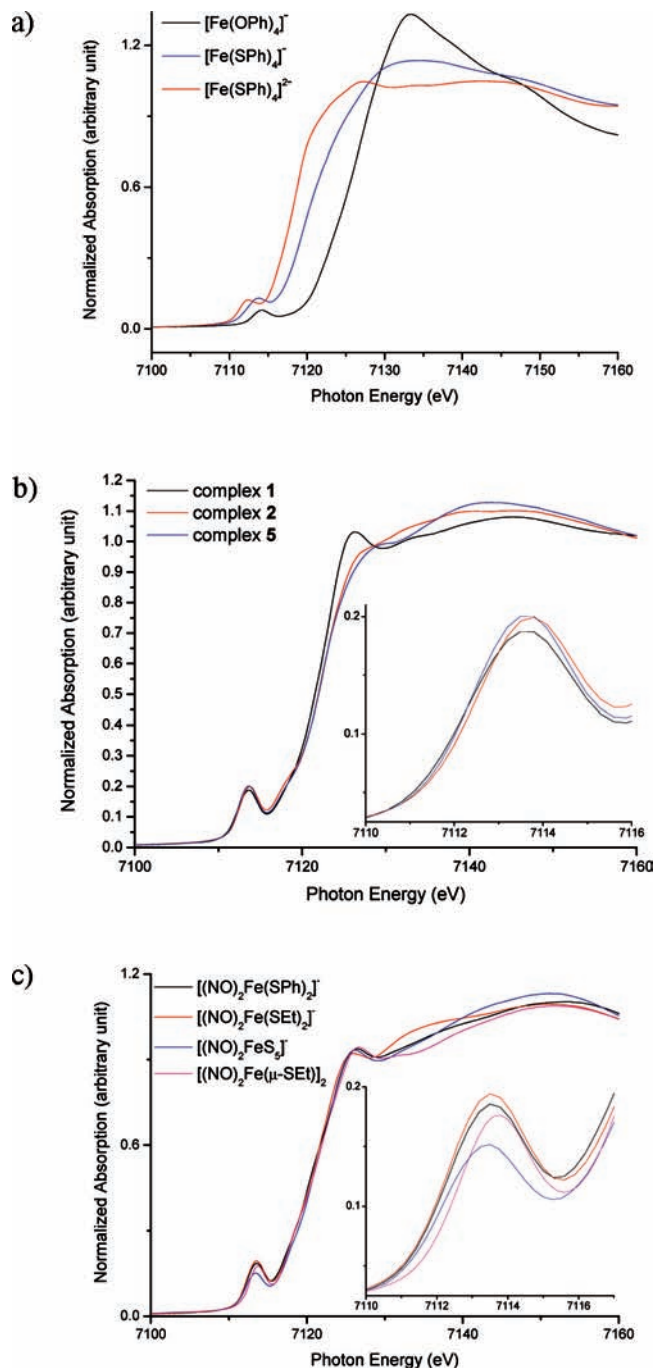 a)
[Fe(OPh)₄]⁻
[Fe(SPh)₄]⁻
[Fe(SPh)₄]²⁻
Normalized Absorption (arbitrary unit)
1.2
0.6
0.0
7100 7110 7120 7130 7140 7150 7160
Photon Energy (eV)
b)
complex 1
complex 2
complex 5
Normalized Absorption (arbitrary unit)
1.2
1.1
1.0
0.9
0.8
0.7
0.6
0.5
0.4
0.3
0.2
0.1
0.0
0.2
0.1
7110 7112 7114 7116
7100 7120 7140 7160
Photon Energy (eV)
c)
[(NO)₂Fe(SPh)₂]⁻
[(NO)₂Fe(SEt)₂]⁻
[(NO)₂FeS₅]⁻
[(NO)₂Fe(μ-SEt)]₂
Normalized Absorption (arbitrary unit)
1.2
0.6
0.0
0.2
0.1
7110 7112 7114 7116
7100 7110 7120 7130 7140 7150 7160
Photon Energy (eV)